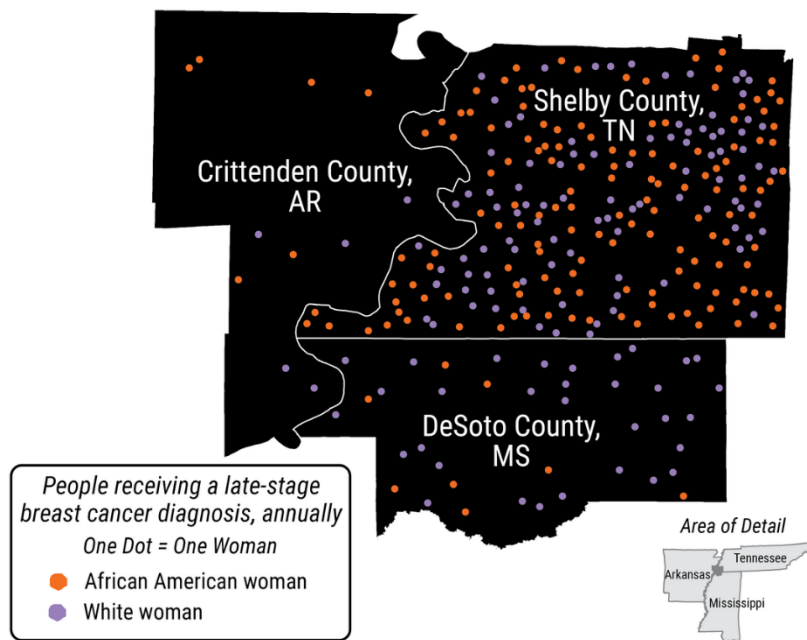 Shelby County,
TN
Crittenden County,
AR
DeSoto County,
MS
People receiving a late-stage
breast cancer diagnosis, annually
One Dot = One Woman
African American woman
White woman
Area of Detail
Tennessee
Arkansas
Mississippi